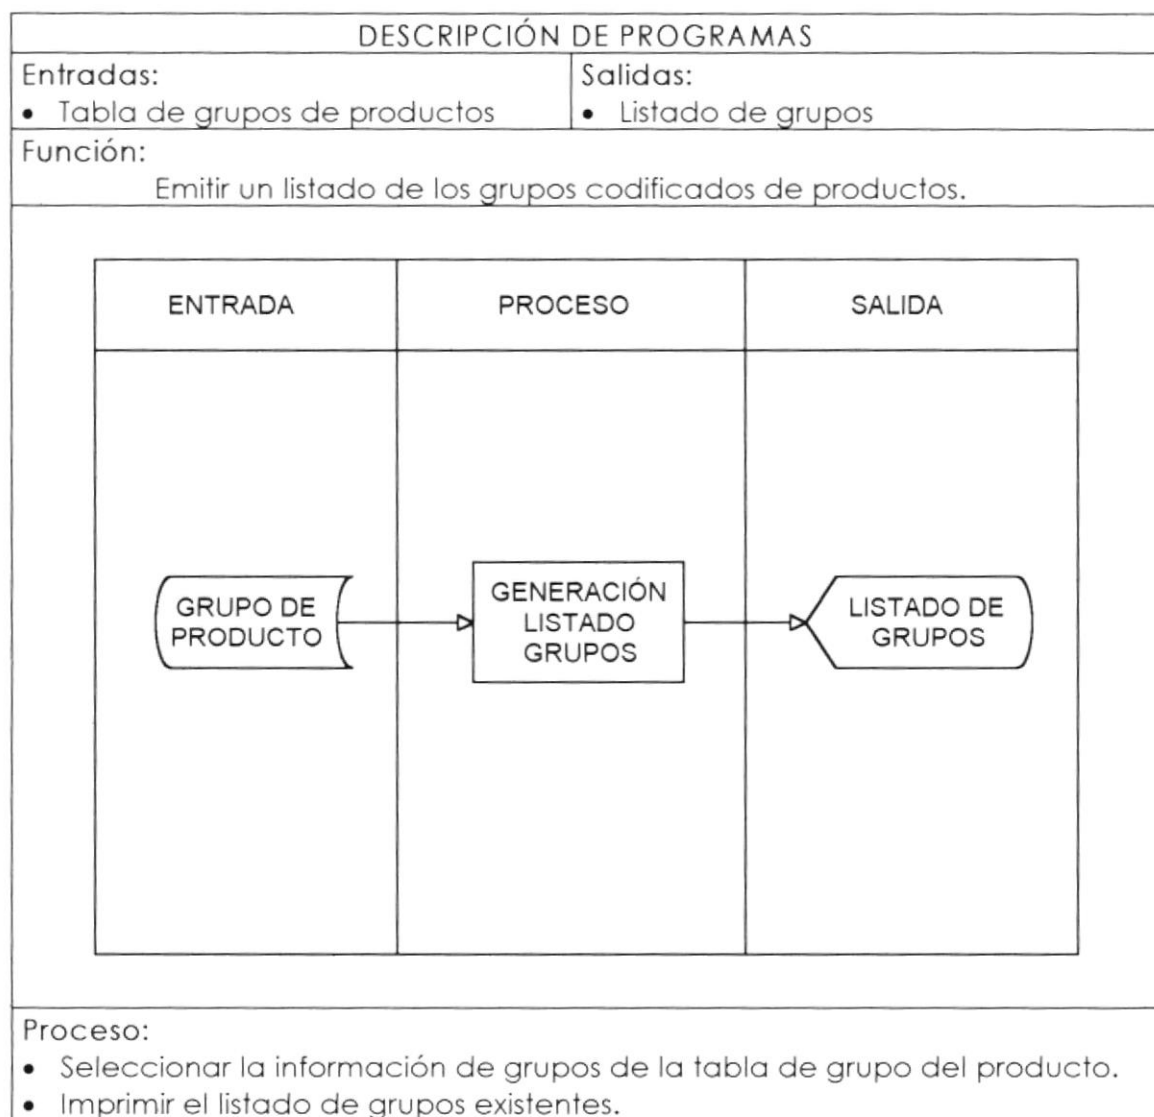 DESCRIPCIÓN DE PROGRAMAS
Entradas:
• Tabla de grupos de productos
Salidas:
• Listado de grupos
Función:
Emitir un listado de los grupos codificados de productos.
ENTRADA
PROCESO
SALIDA
GRUPO DE
PRODUCTO
GENERACIÓN
LISTADO
GRUPOS
LISTADO DE
GRUPOS
Proceso:
• Seleccionar la información de grupos de la tabla de grupo del producto.
• Imprimir el listado de grupos existentes.